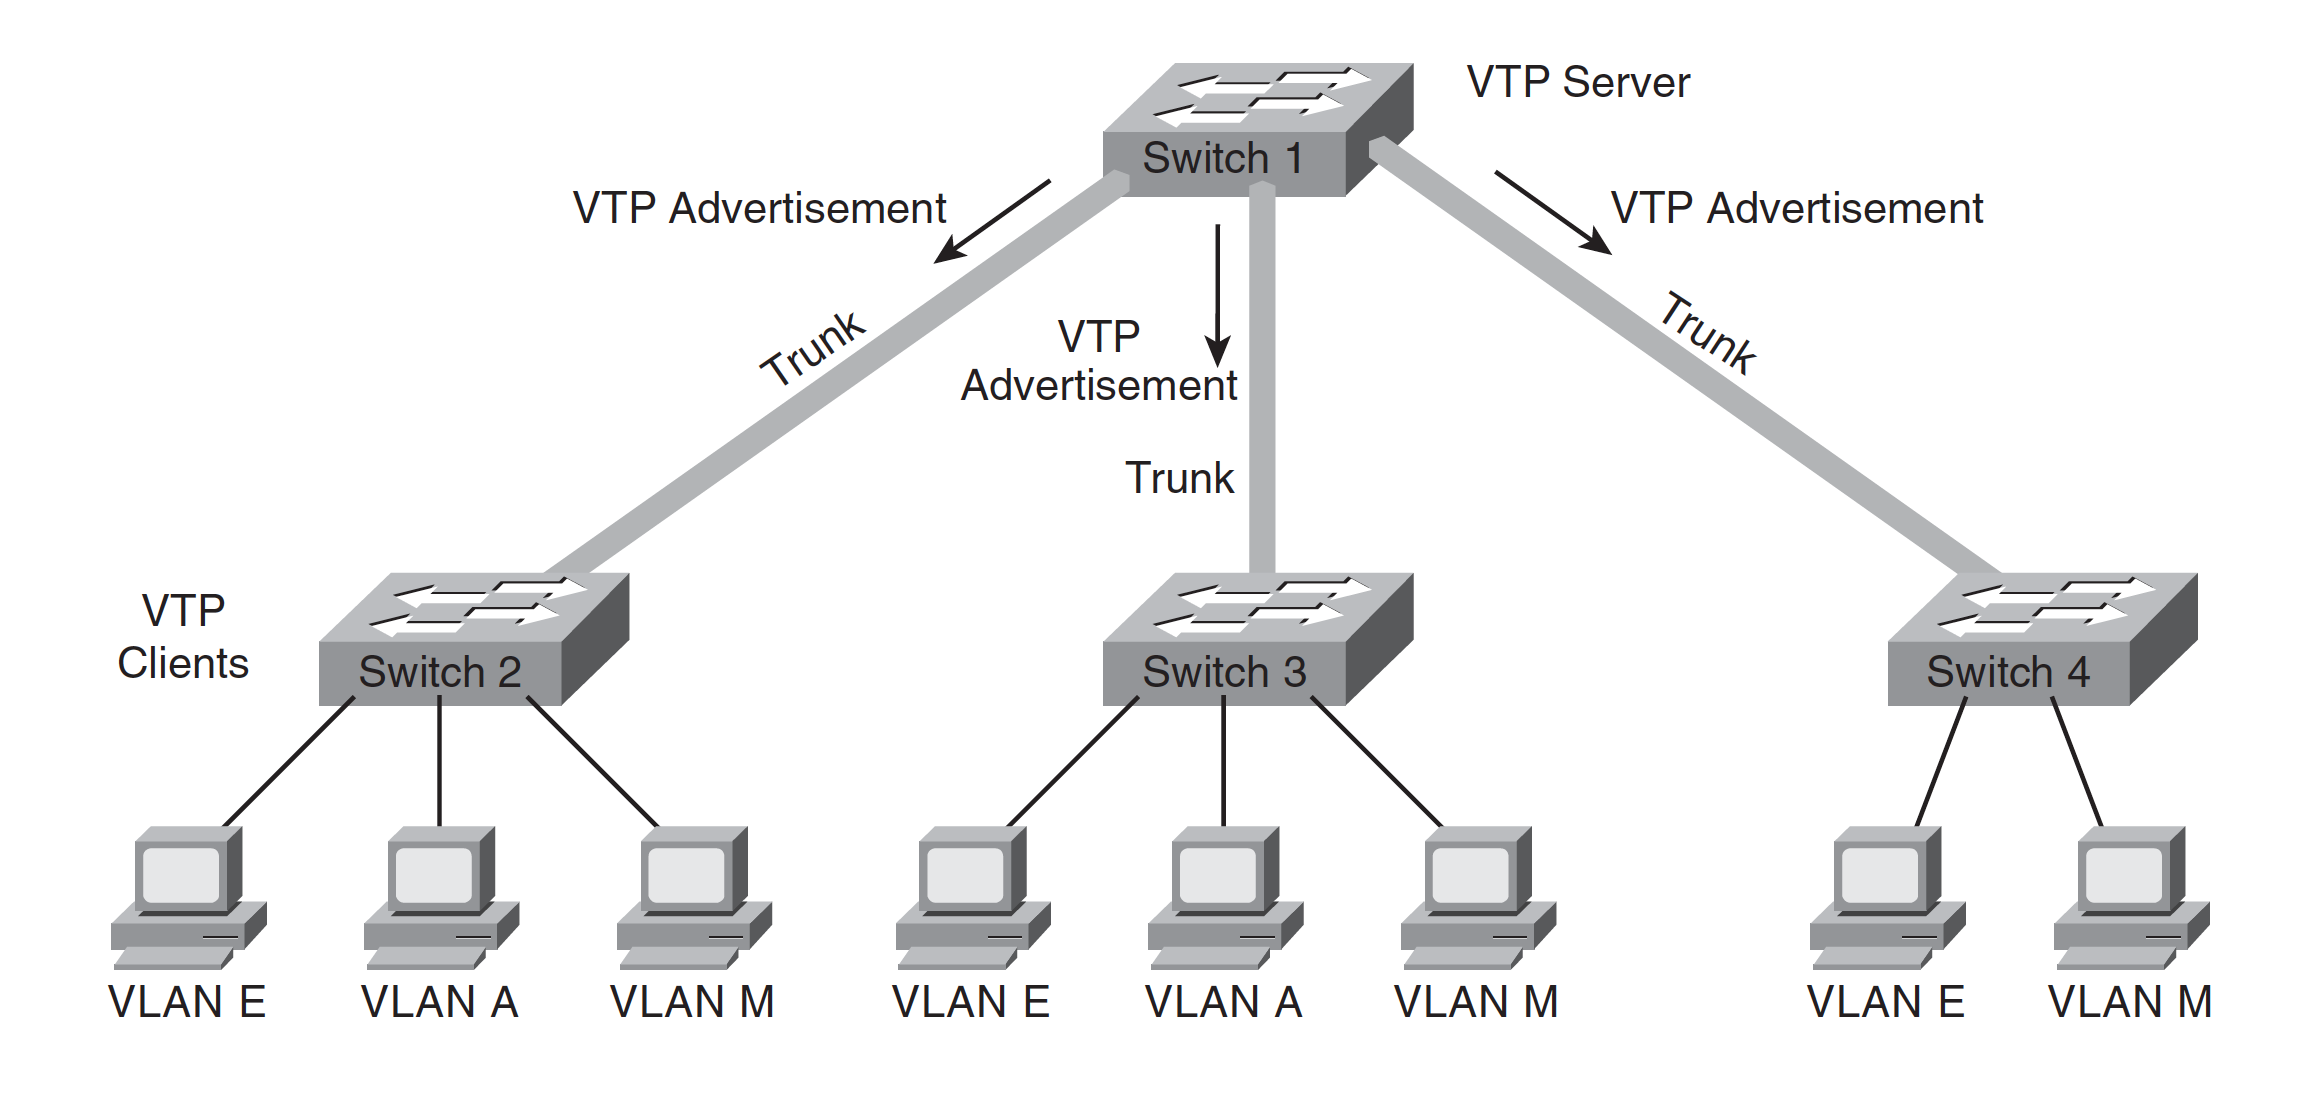 VTP Server
Switch 1
VTP Advertisement
VTP Advertisement
Trunk
VTP
Advertisement
Trunk
Trunk
VTP
Clients
Switch 2
Switch 3
Switch 4
VLAN E
VLAN A
VLAN M
VLAN E
VLAN A
VLAN M
VLAN E
VLAN M